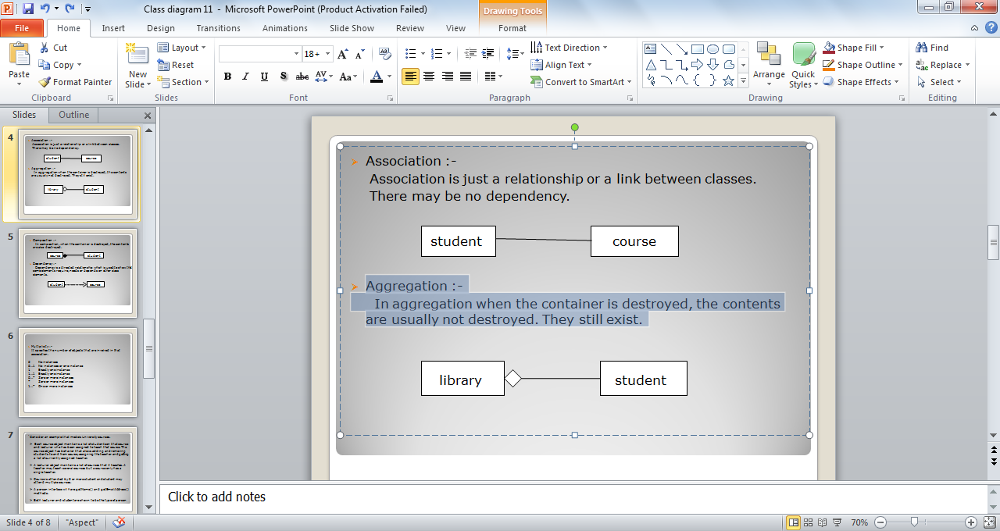 Class diagram 11 - Microsoft PowerPoint (Product Activation Failed)
Drawing Tools
File Home Insert Design Transitions Animations Slide Show Review View Format
Paste
Cut
Copy
Format Painter
Clipboard
New Slide
Layout
Reset
Section
Slides
18+
B I U S abc AV Aa A
Font
Text Direction
Align Text
Convert to SmartArt
Paragraph
Arrange
Quick Styles
Shape Fill
Shape Outline
Shape Effects
Drawing
Find
Replace
Select
Editing
Slides Outline
4
5
6
7
Association :-
Association is just a relationship or a link between classes.
There may be no dependency.
student course
Aggregation :-
In aggregation when the container is destroyed, the contents
are usually not destroyed. They still exist.
library student
Click to add notes
Slide 4 of 8 "Aspect" 70%